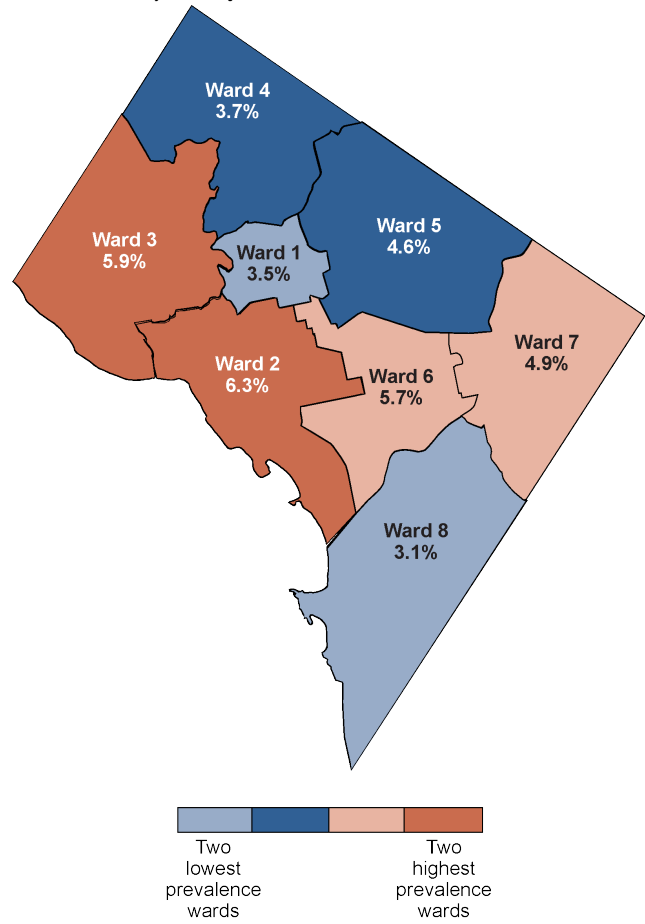 Ward 4
3.7%
Ward 5
4.6%
Ward 3
5.9%
Ward 1
3.5%
Ward 7
4.9%
Ward 2
6.3%
Ward 6
5.7%
Ward 8
3.1%
Two
lowest
prevalence
wards
Two
highest
prevalence
wards